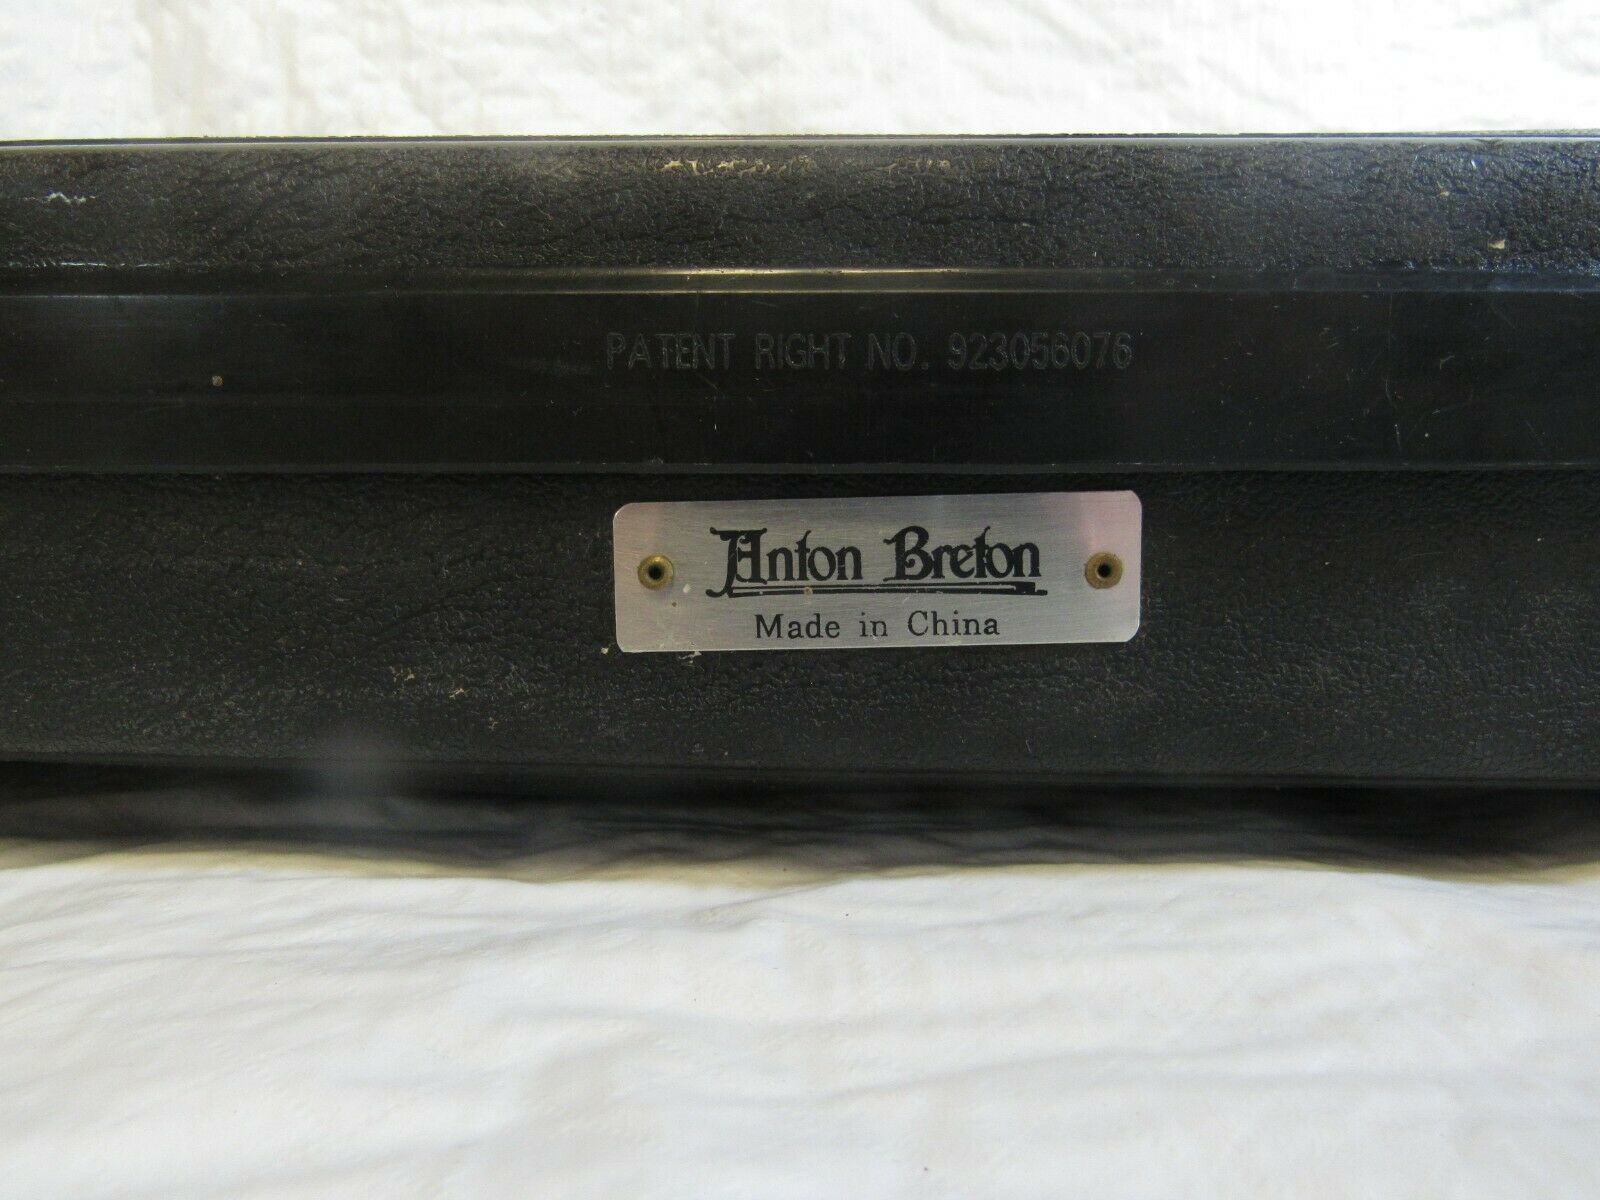 PATENT RIGHT NO. 923056076
Anton Breton
Made in China